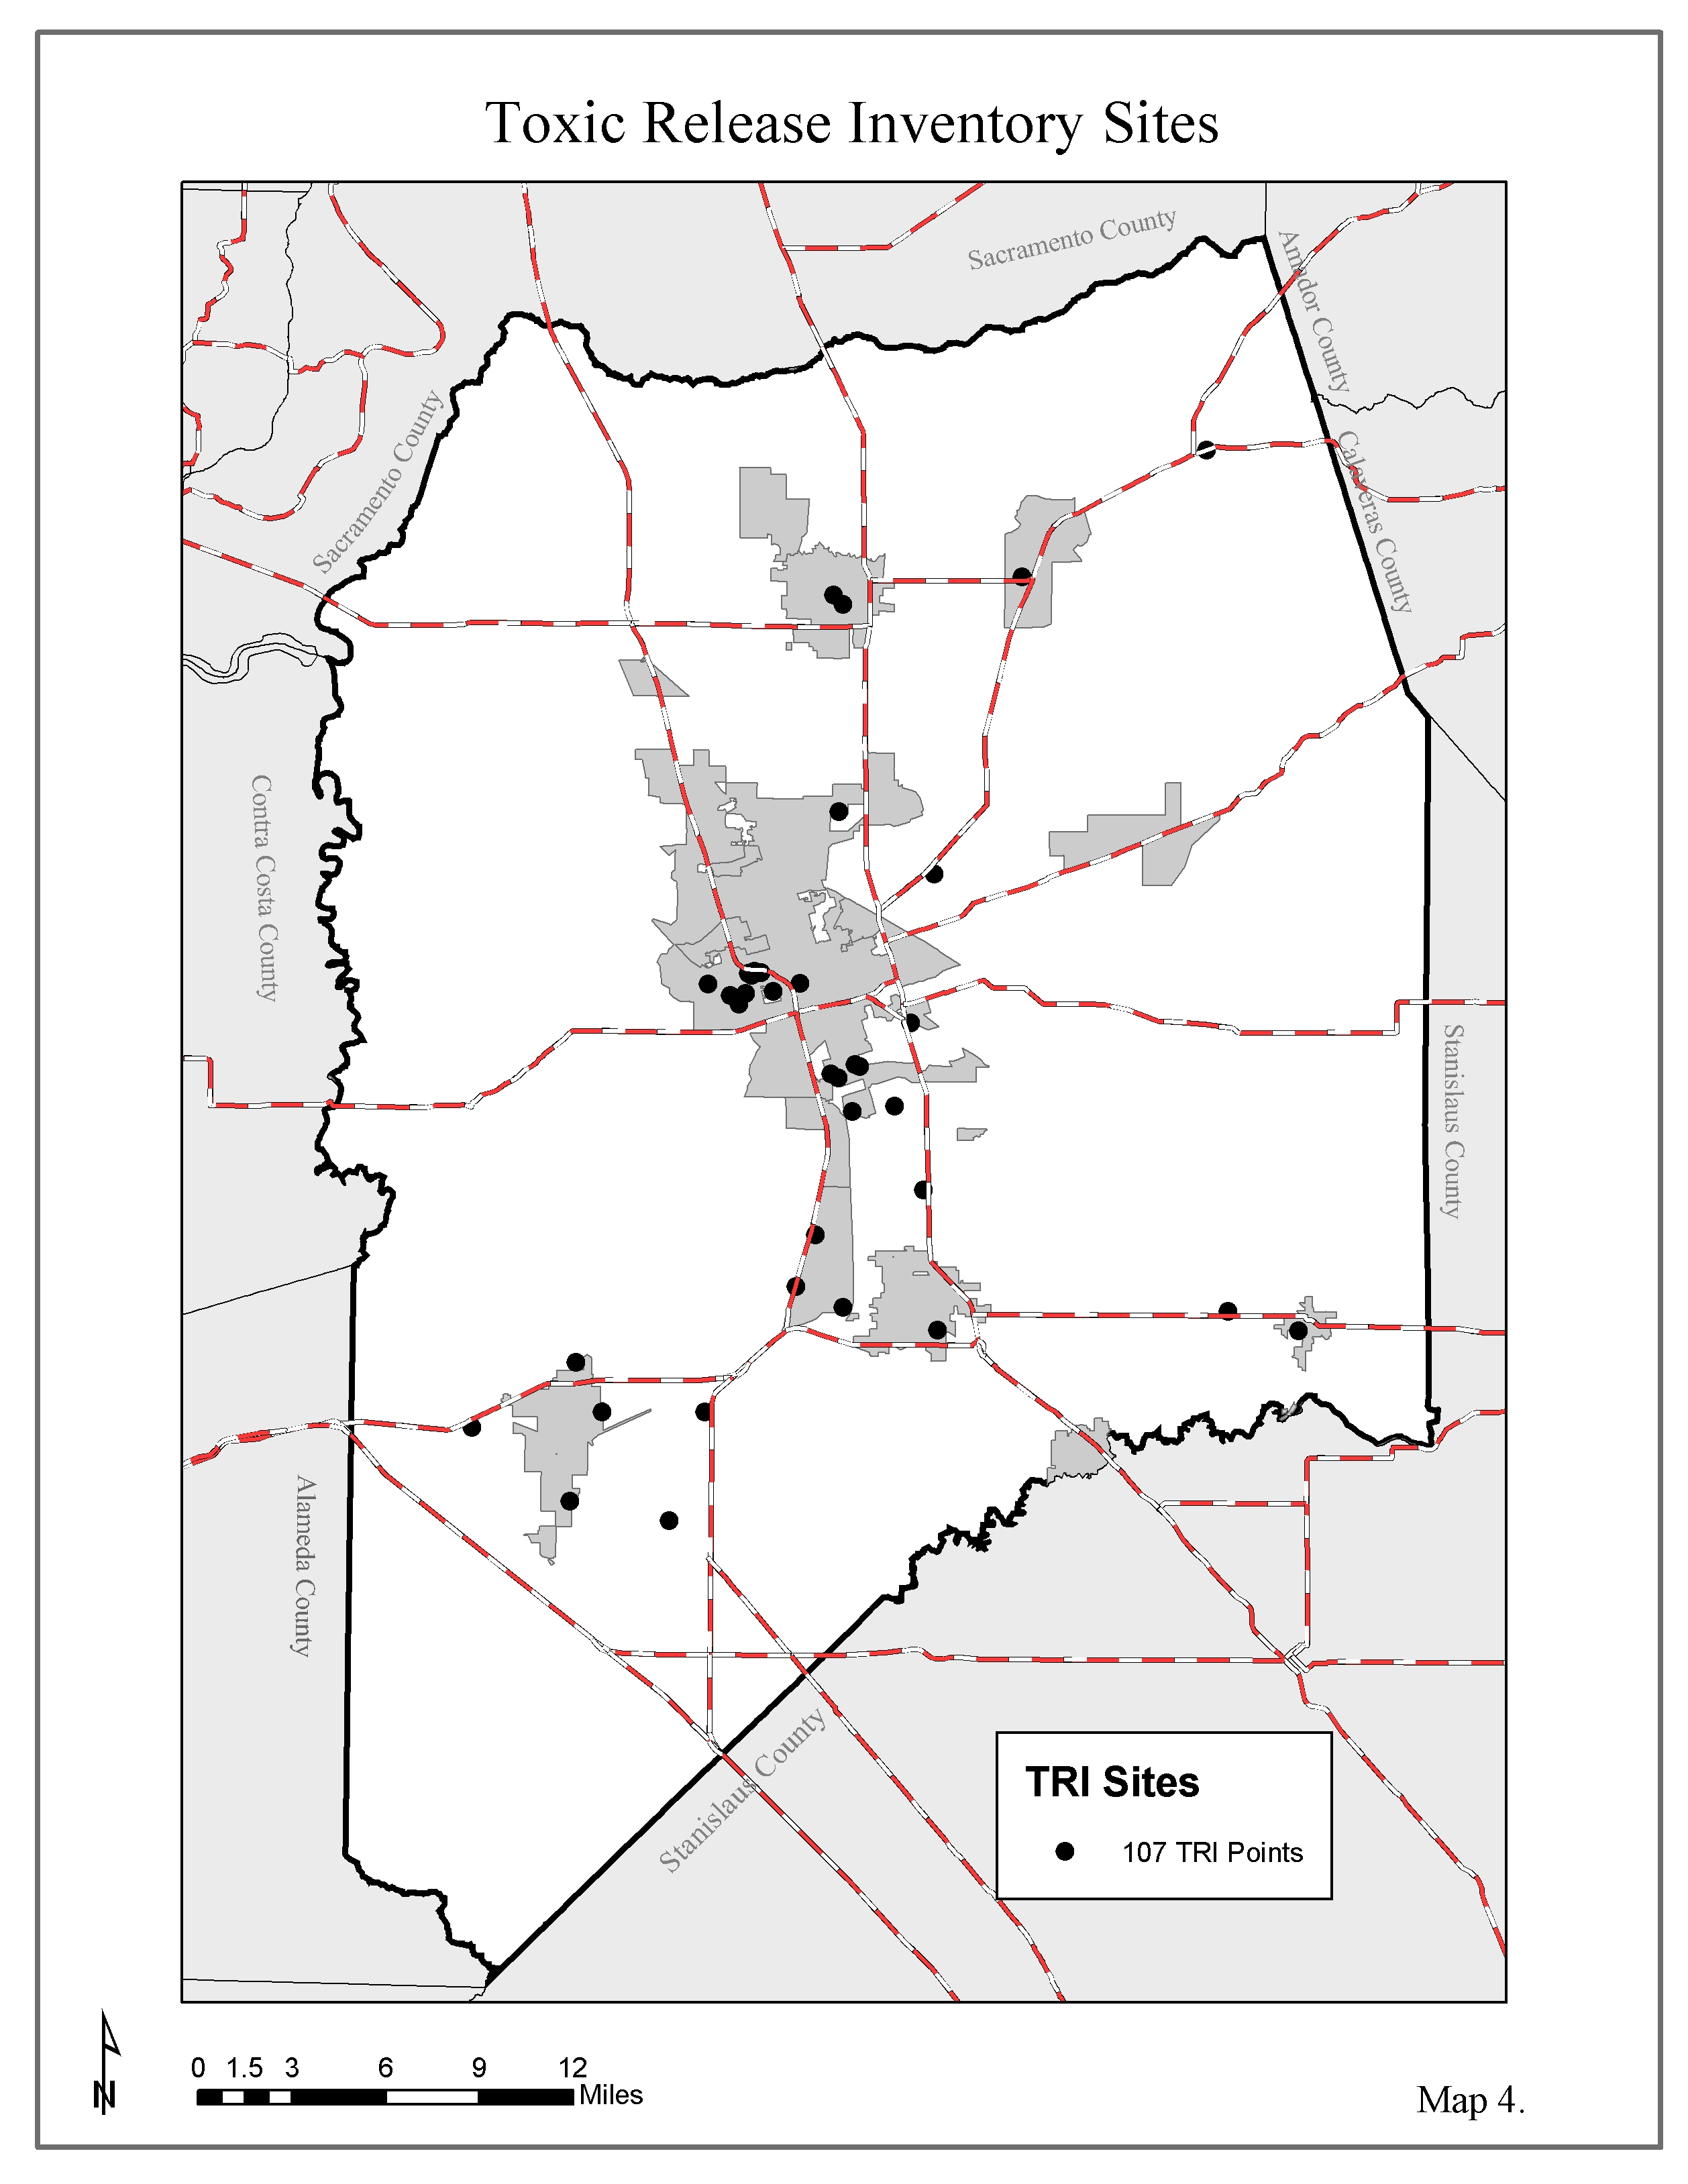 Toxic Release Inventory Sites
Sacramento County
Amador County
Sacramento County
Calaveras County
Contra Costa County
Stanislaus County
Alameda County
Stanislaus County
TRI Sites
107 TRI Points
0 1.5 3 6 9 12
Miles
N
Map 4.